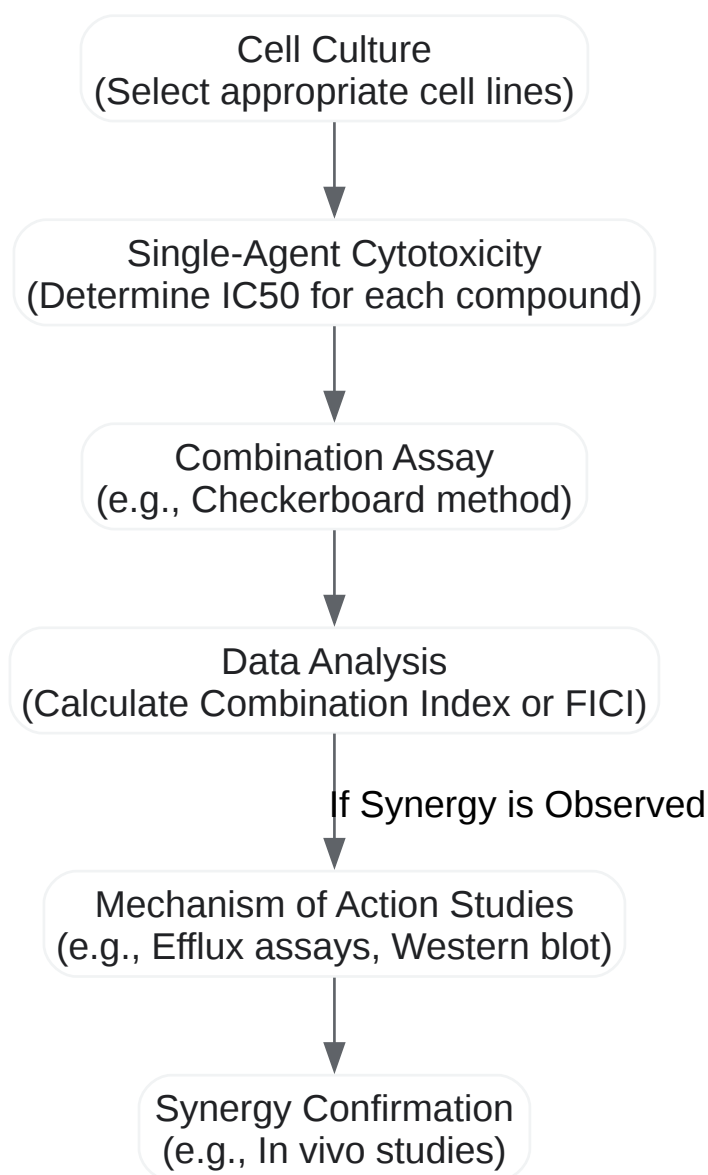 Cell Culture
(Select appropriate cell lines)
Single-Agent Cytotoxicity
(Determine IC50 for each compound)
Combination Assay
(e.g., Checkerboard method)
Data Analysis
(Calculate Combination Index or FICI)
If Synergy is Observed
Mechanism of Action Studies
(e.g., Efflux assays, Western blot)
Synergy Confirmation
(e.g., In vivo studies)